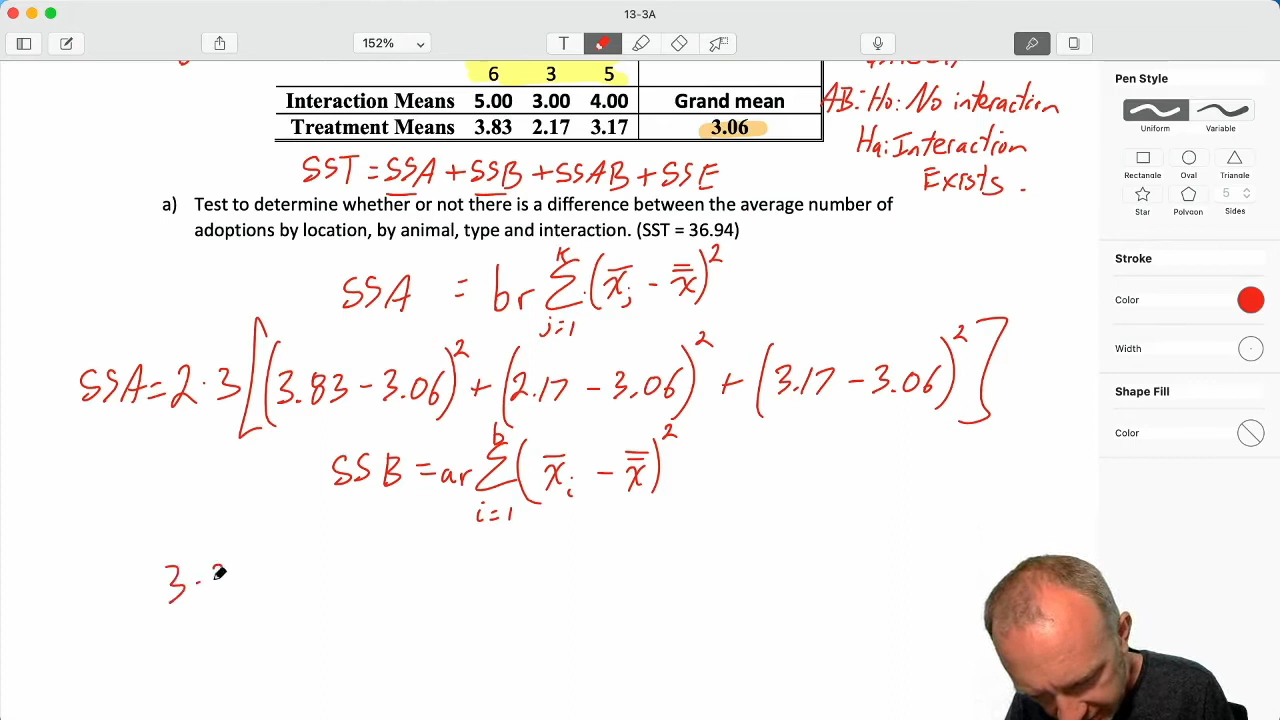 13-3A
152%
T
6 3 5
Interaction Means 5.00 3.00 4.00 Grand mean
Treatment Means 3.83 2.17 3.17 3.06
AB: Ho: No interaction
Ha: Interaction
Exists.
SST = SSA + SSB + SSAB + SSE
a) Test to determine whether or not there is a difference between the average number of
adoptions by location, by animal, type and interaction. (SST = 36.94)
SSA = br k Σ j=1 (x̄j - x̿)²
SSA = 2·3[(3.83 - 3.06)² + (2.17 - 3.06)² + (3.17 - 3.06)²]
SSB = ar b Σ i=1 (x̄i - x̿)²
3 ·
Pen Style
Uniform Variable
Rectangle Oval Triangle
5
Star Polygon Sides
Stroke
Color
Width
Shape Fill
Color